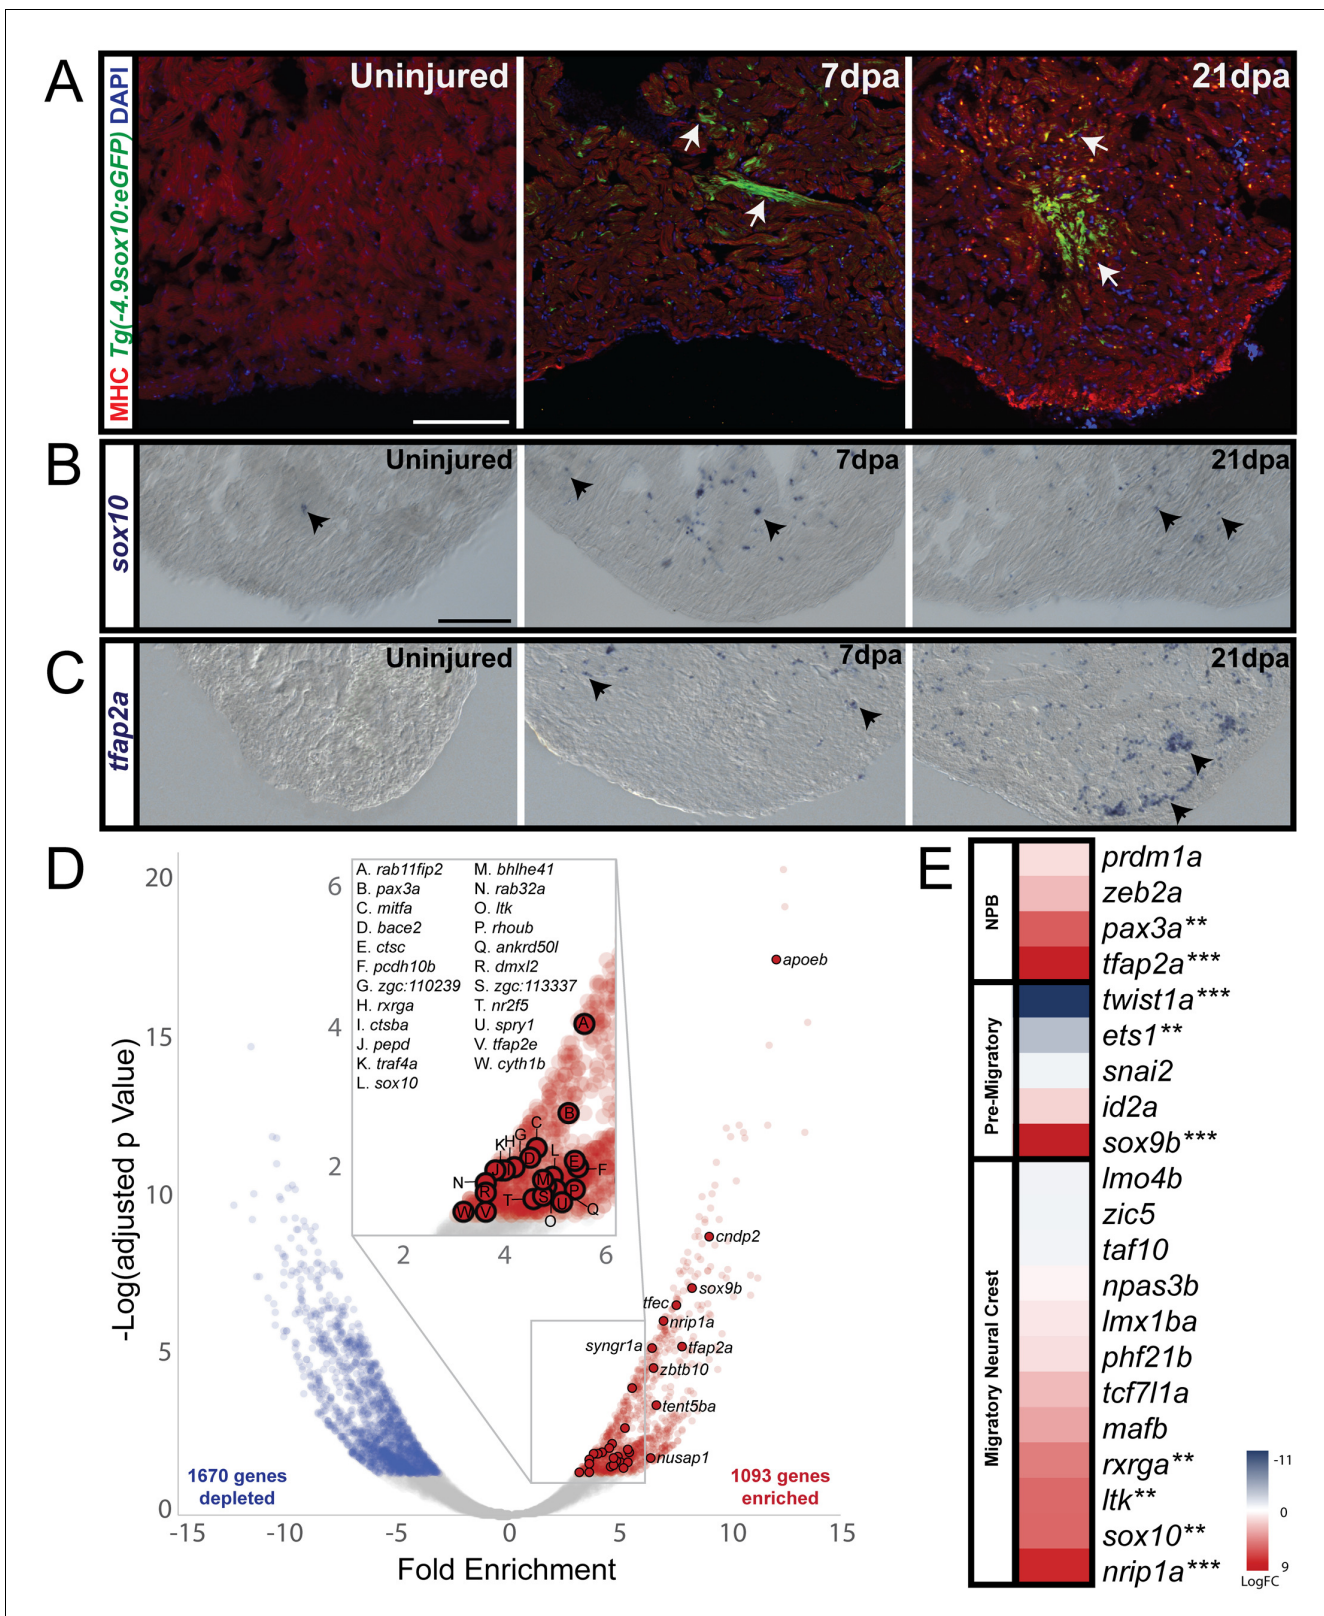 A
MHC Tg(-4.9sox10:eGFP) DAPI
Uninjured
7dpa
21dpa
B
sox10
Uninjured
7dpa
21dpa
C
tfap2a
Uninjured
7dpa
21dpa
D
-Log(adjusted p Value)
20
15
10
5
0
-15
-10
-5
0
5
10
15
Fold Enrichment
1670 genes
depleted
1093 genes
enriched
A. rab11fip2
B. pax3a
C. mitfa
D. bace2
E. ctsc
F. pcdh10b
G. zgc:110239
H. rxrga
I. ctsba
J. pepd
K. traf4a
L. sox10
M. bhlhe41
N. rab32a
O. ltk
P. rhoub
Q. ankrd50l
R. dmxl2
S. zgc:113337
T. nr2f5
U. spry1
V. tfap2e
W. cyth1b
6
4
2
2
4
6
A
B
C
G
H
K
D
L
E
F
M
N
R
T
S
P
U
Q
O
W
V
apoeb
cndp2
sox9b
tfec
nrip1a
syngr1a
tfap2a
zbtb10
tent5ba
nusap1
E
NPB
Pre-Migratory
Migratory Neural Crest
prdm1a
zeb2a
pax3a**
tfap2a***
twist1a***
ets1**
snai2
id2a
sox9b***
lmo4b
zic5
taf10
npas3b
lmx1ba
phf21b
tcf7l1a
mafb
rxrga**
ltk**
sox10**
nrip1a***
-11
0
9
LogFC